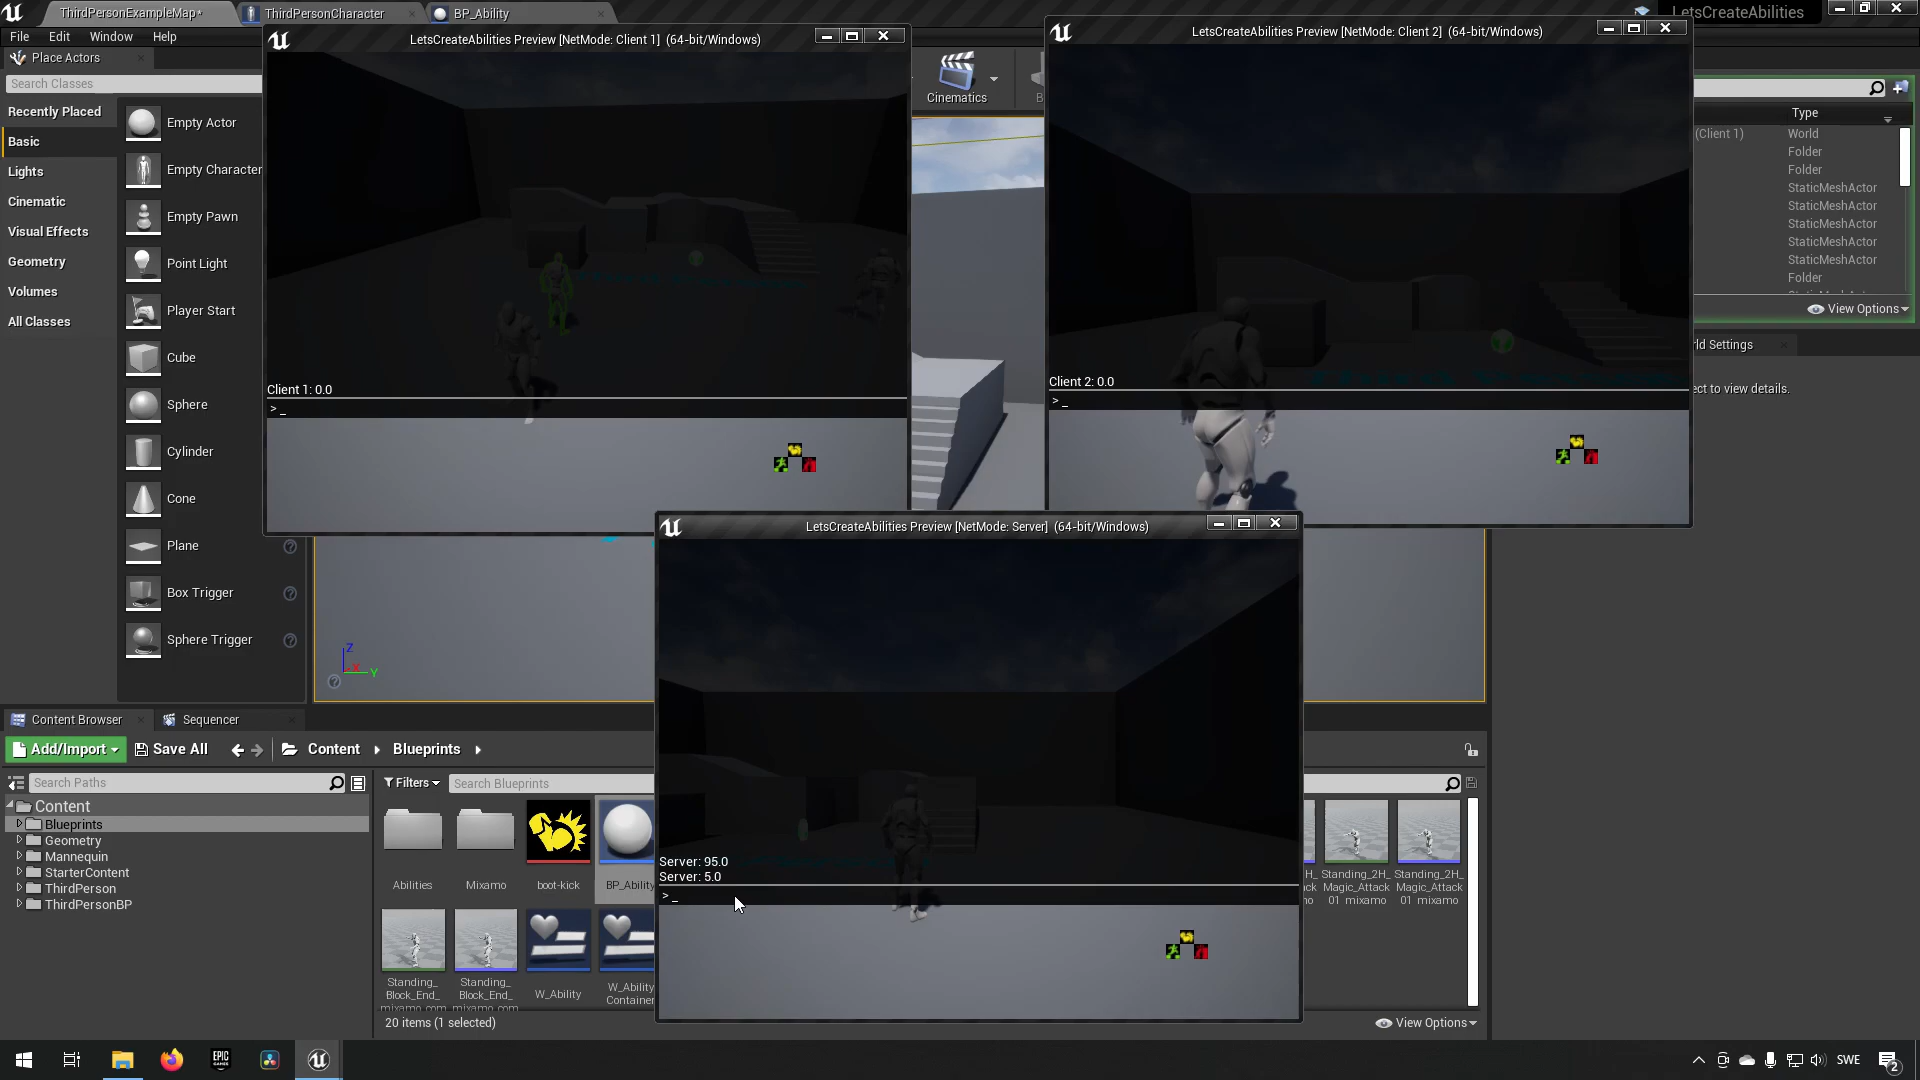 ThirdPersonExampleMap*
ThirdPersonCharacter
BP_Ability
LetsCreateAbilities
File
Edit
Window
Help
Place Actors
Search Classes
Recently Placed
Basic
Lights
Cinematic
Visual Effects
Geometry
Volumes
All Classes
Empty Actor
Empty Character
Empty Pawn
Point Light
Player Start
Cube
Sphere
Cylinder
Cone
Plane
Box Trigger
Sphere Trigger
LetsCreateAbilities Preview [NetMode: Client 1] (64-bit/Windows)
Client 1: 0.0
>_
Cinematics
LetsCreateAbilities Preview [NetMode: Client 2] (64-bit/Windows)
Client 2: 0.0
>_
Type
(Client 1)
World
Folder
Folder
StaticMeshActor
StaticMeshActor
StaticMeshActor
StaticMeshActor
StaticMeshActor
Folder
View Options
ld Settings
ect to view details.
Z
X
Y
LetsCreateAbilities Preview [NetMode: Server] (64-bit/Windows)
Server: 95.0
Server: 5.0
>_
Content Browser
Sequencer
Add/Import
Save All
Content
Blueprints
Search Paths
Filters
Search Blueprints
Content
Blueprints
Geometry
Mannequin
StarterContent
ThirdPerson
ThirdPersonBP
Abilities
Mixamo
boot-kick
BP_Ability
Standing_
Block_End_
mixamo_com
Standing_
Block_End_
mixamo_com
W_Ability
W_Ability
Container
Standing_2H_
Magic_Attack
01_mixamo
Standing_2H_
Magic_Attack
01_mixamo
20 items (1 selected)
View Options
EPIC
GAMES
SWE
2